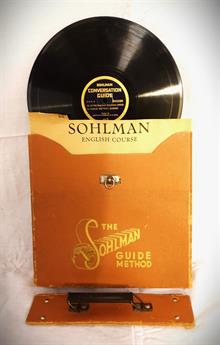 SOHLMAN
CONVERSATION
GUIDE
SOHLMAN
ENGLISH COURSE
THE
SOHLMAN
GUIDE
METHOD